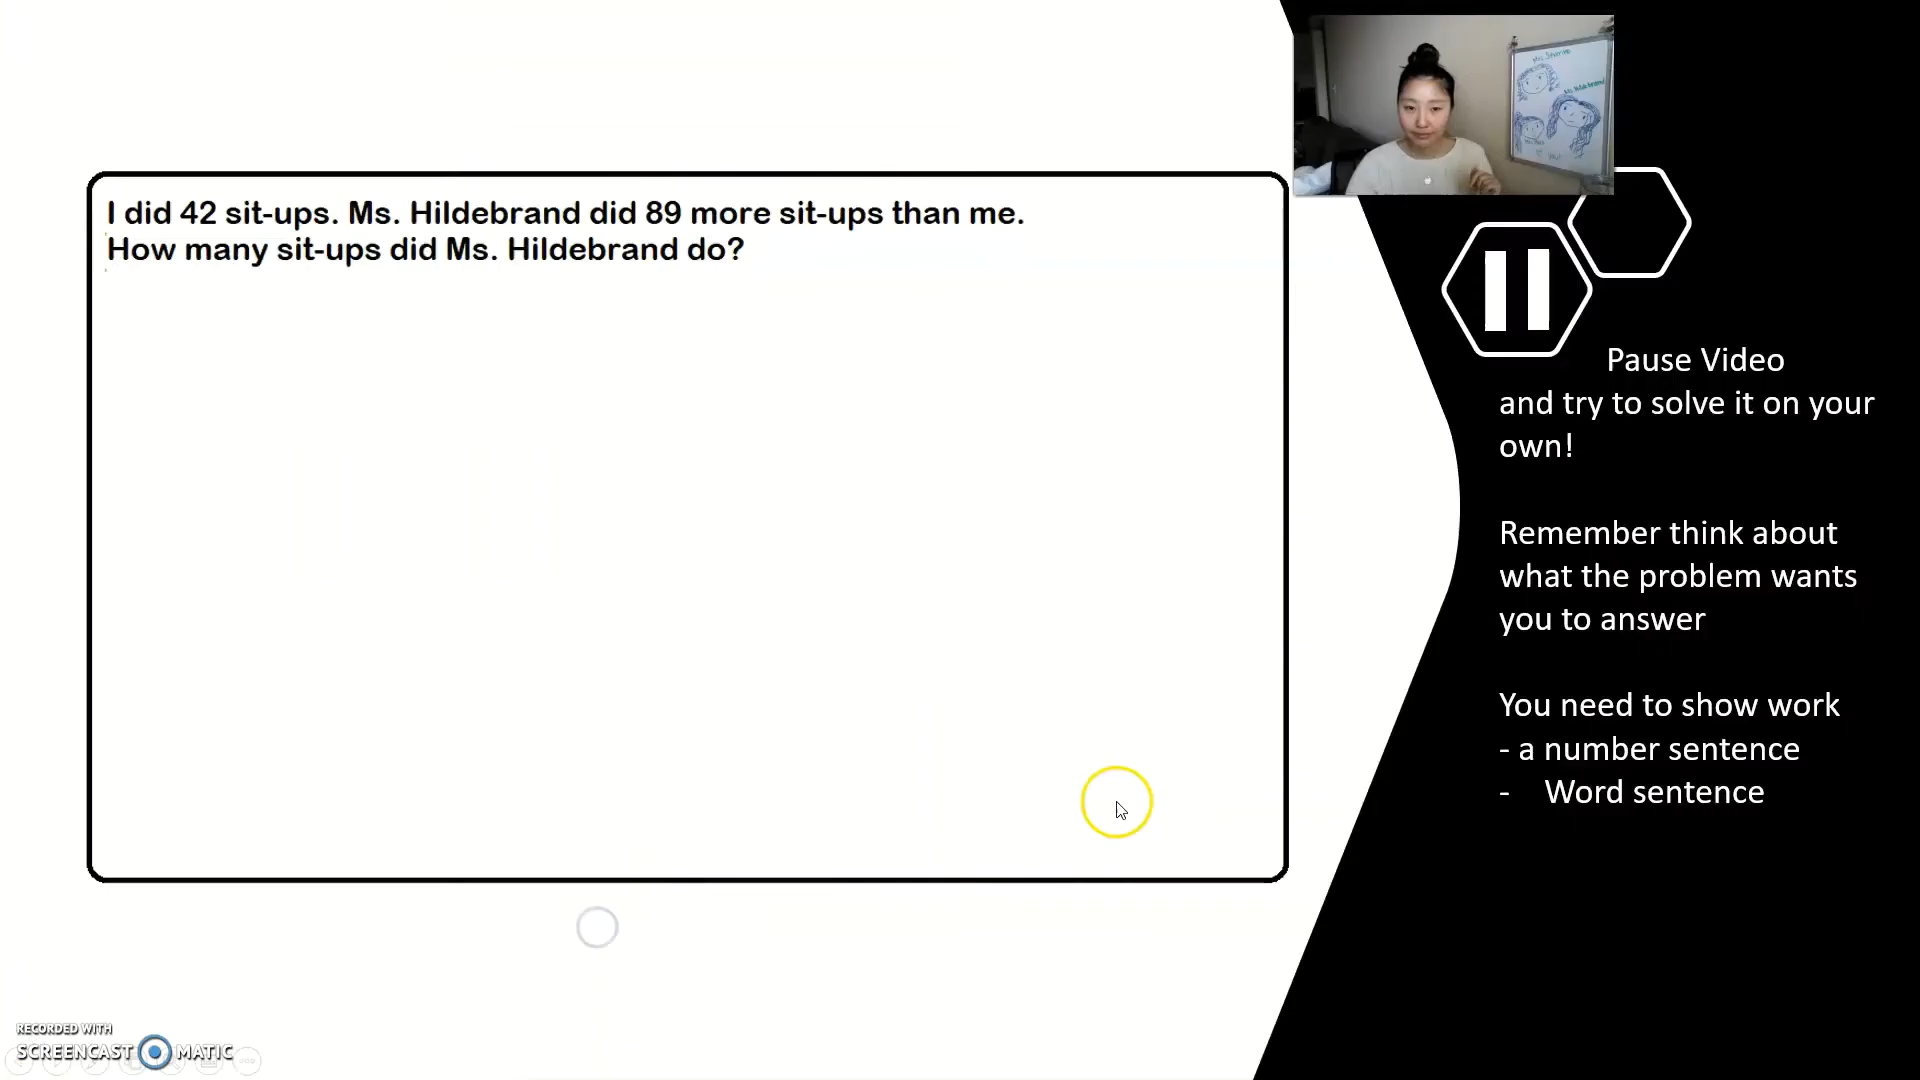 I did 42 sit-ups. Ms. Hildebrand did 89 more sit-ups than me.
How many sit-ups did Ms. Hildebrand do?
Pause Video
and try to solve it on your
own!
Remember think about
what the problem wants
you to answer
You need to show work
- a number sentence
- Word sentence
RECORDED WITH
SCREENCAST MATIC